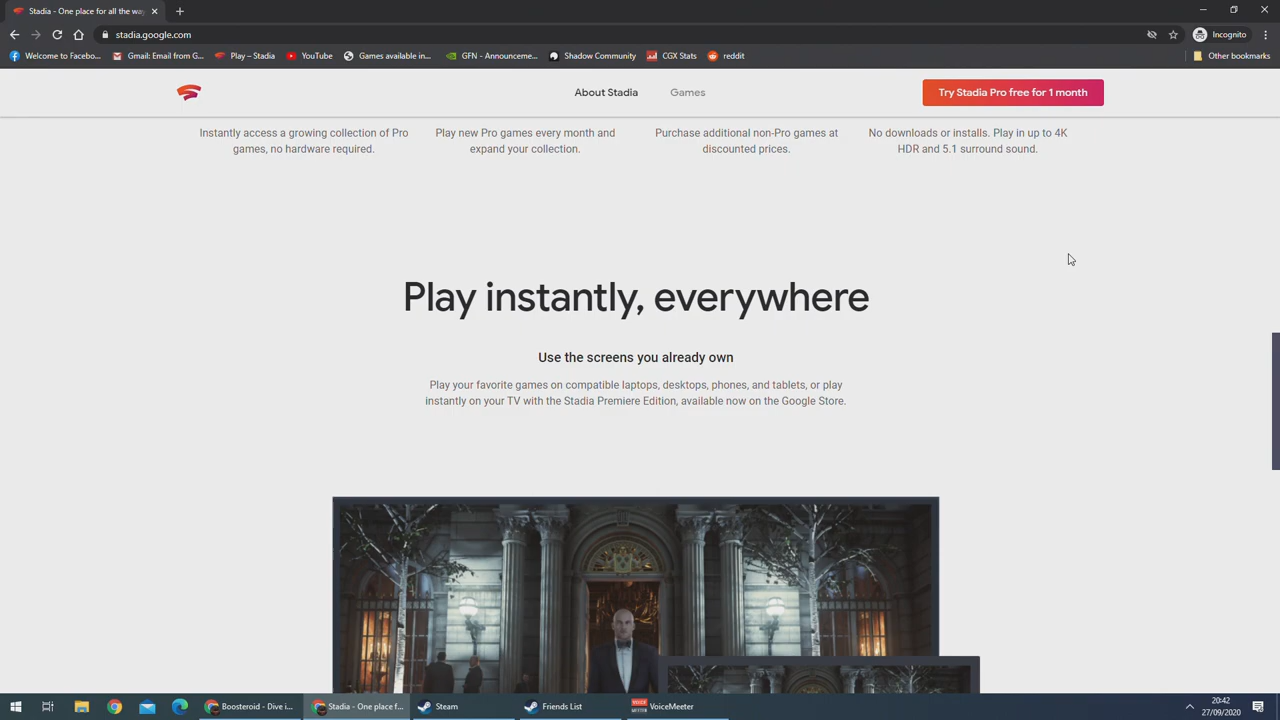 Stadia - One place for all the way
stadia.google.com
Incognito
Welcome to Facebo...
Gmail: Email from G...
Play – Stadia
YouTube
Games available in...
GFN - Announceme...
Shadow Community
CGX Stats
reddit
Other bookmarks
About Stadia
Games
Try Stadia Pro free for 1 month
Instantly access a growing collection of Pro
games, no hardware required.
Play new Pro games every month and
expand your collection.
Purchase additional non-Pro games at
discounted prices.
No downloads or installs. Play in up to 4K
HDR and 5.1 surround sound.
Play instantly, everywhere
Use the screens you already own
Play your favorite games on compatible laptops, desktops, phones, and tablets, or play
instantly on your TV with the Stadia Premiere Edition, available now on the Google Store.
Boosteroid - Dive i...
Stadia - One place f...
Steam
Friends List
VOICE
MEETER
VoiceMeeter
20:42
27/09/2020